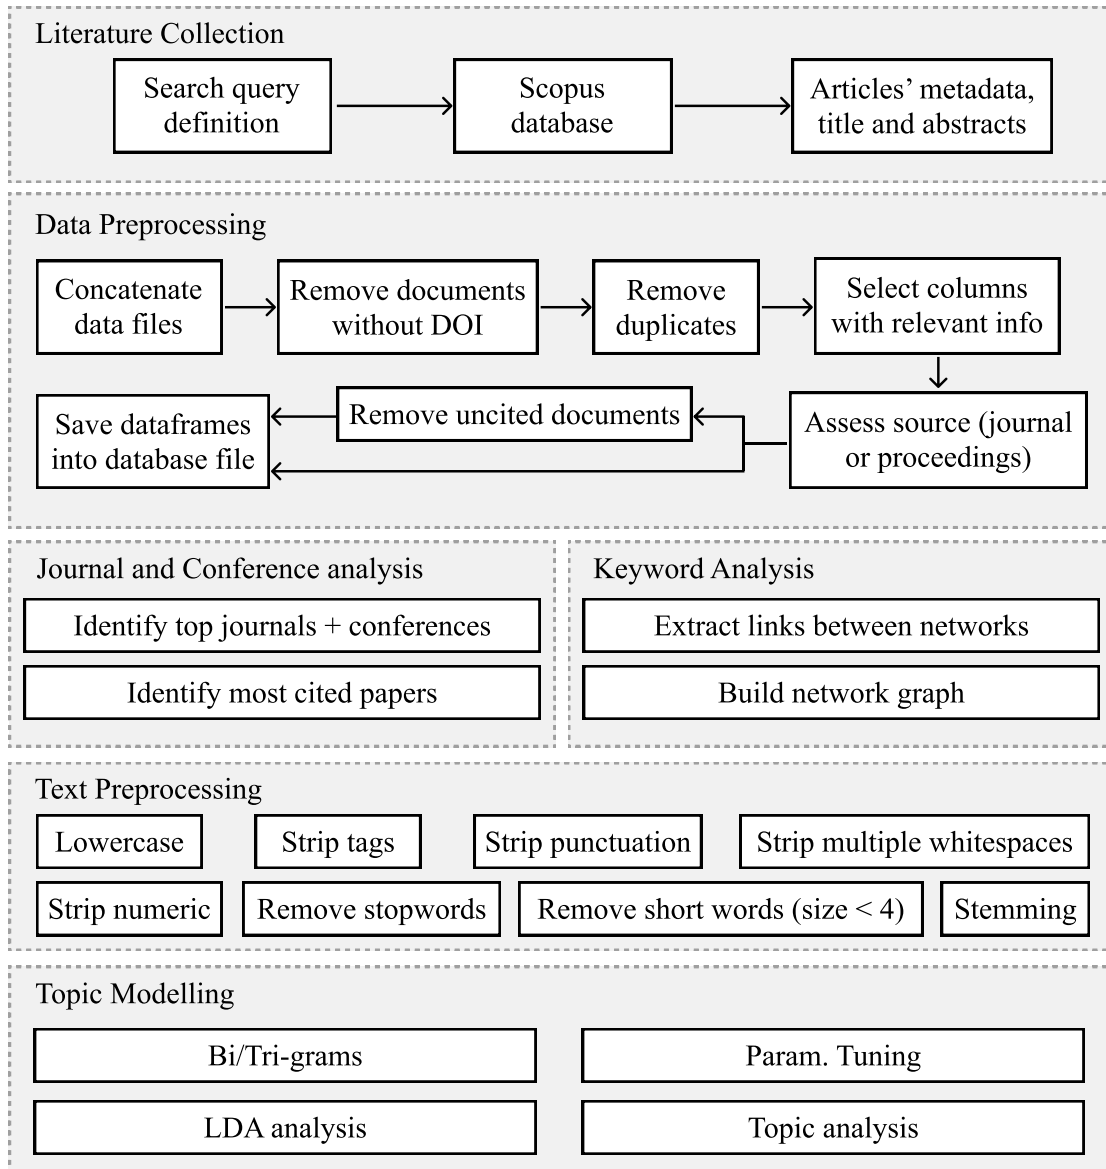 Literature Collection
Search query
definition
Scopus
database
Articles’ metadata,
title and abstracts
Data Preprocessing
Concatenate
data files
Remove documents
without DOI
Remove
duplicates
Select columns
with relevant info
Save dataframes
into database file
Remove uncited documents
Assess source (journal
or proceedings)
Journal and Conference analysis
Identify top journals + conferences
Identify most cited papers
Keyword Analysis
Extract links between networks
Build network graph
Text Preprocessing
Lowercase
Strip tags
Strip punctuation
Strip multiple whitespaces
Strip numeric
Remove stopwords
Remove short words (size < 4)
Stemming
Topic Modelling
Bi/Tri-grams
Param. Tuning
LDA analysis
Topic analysis